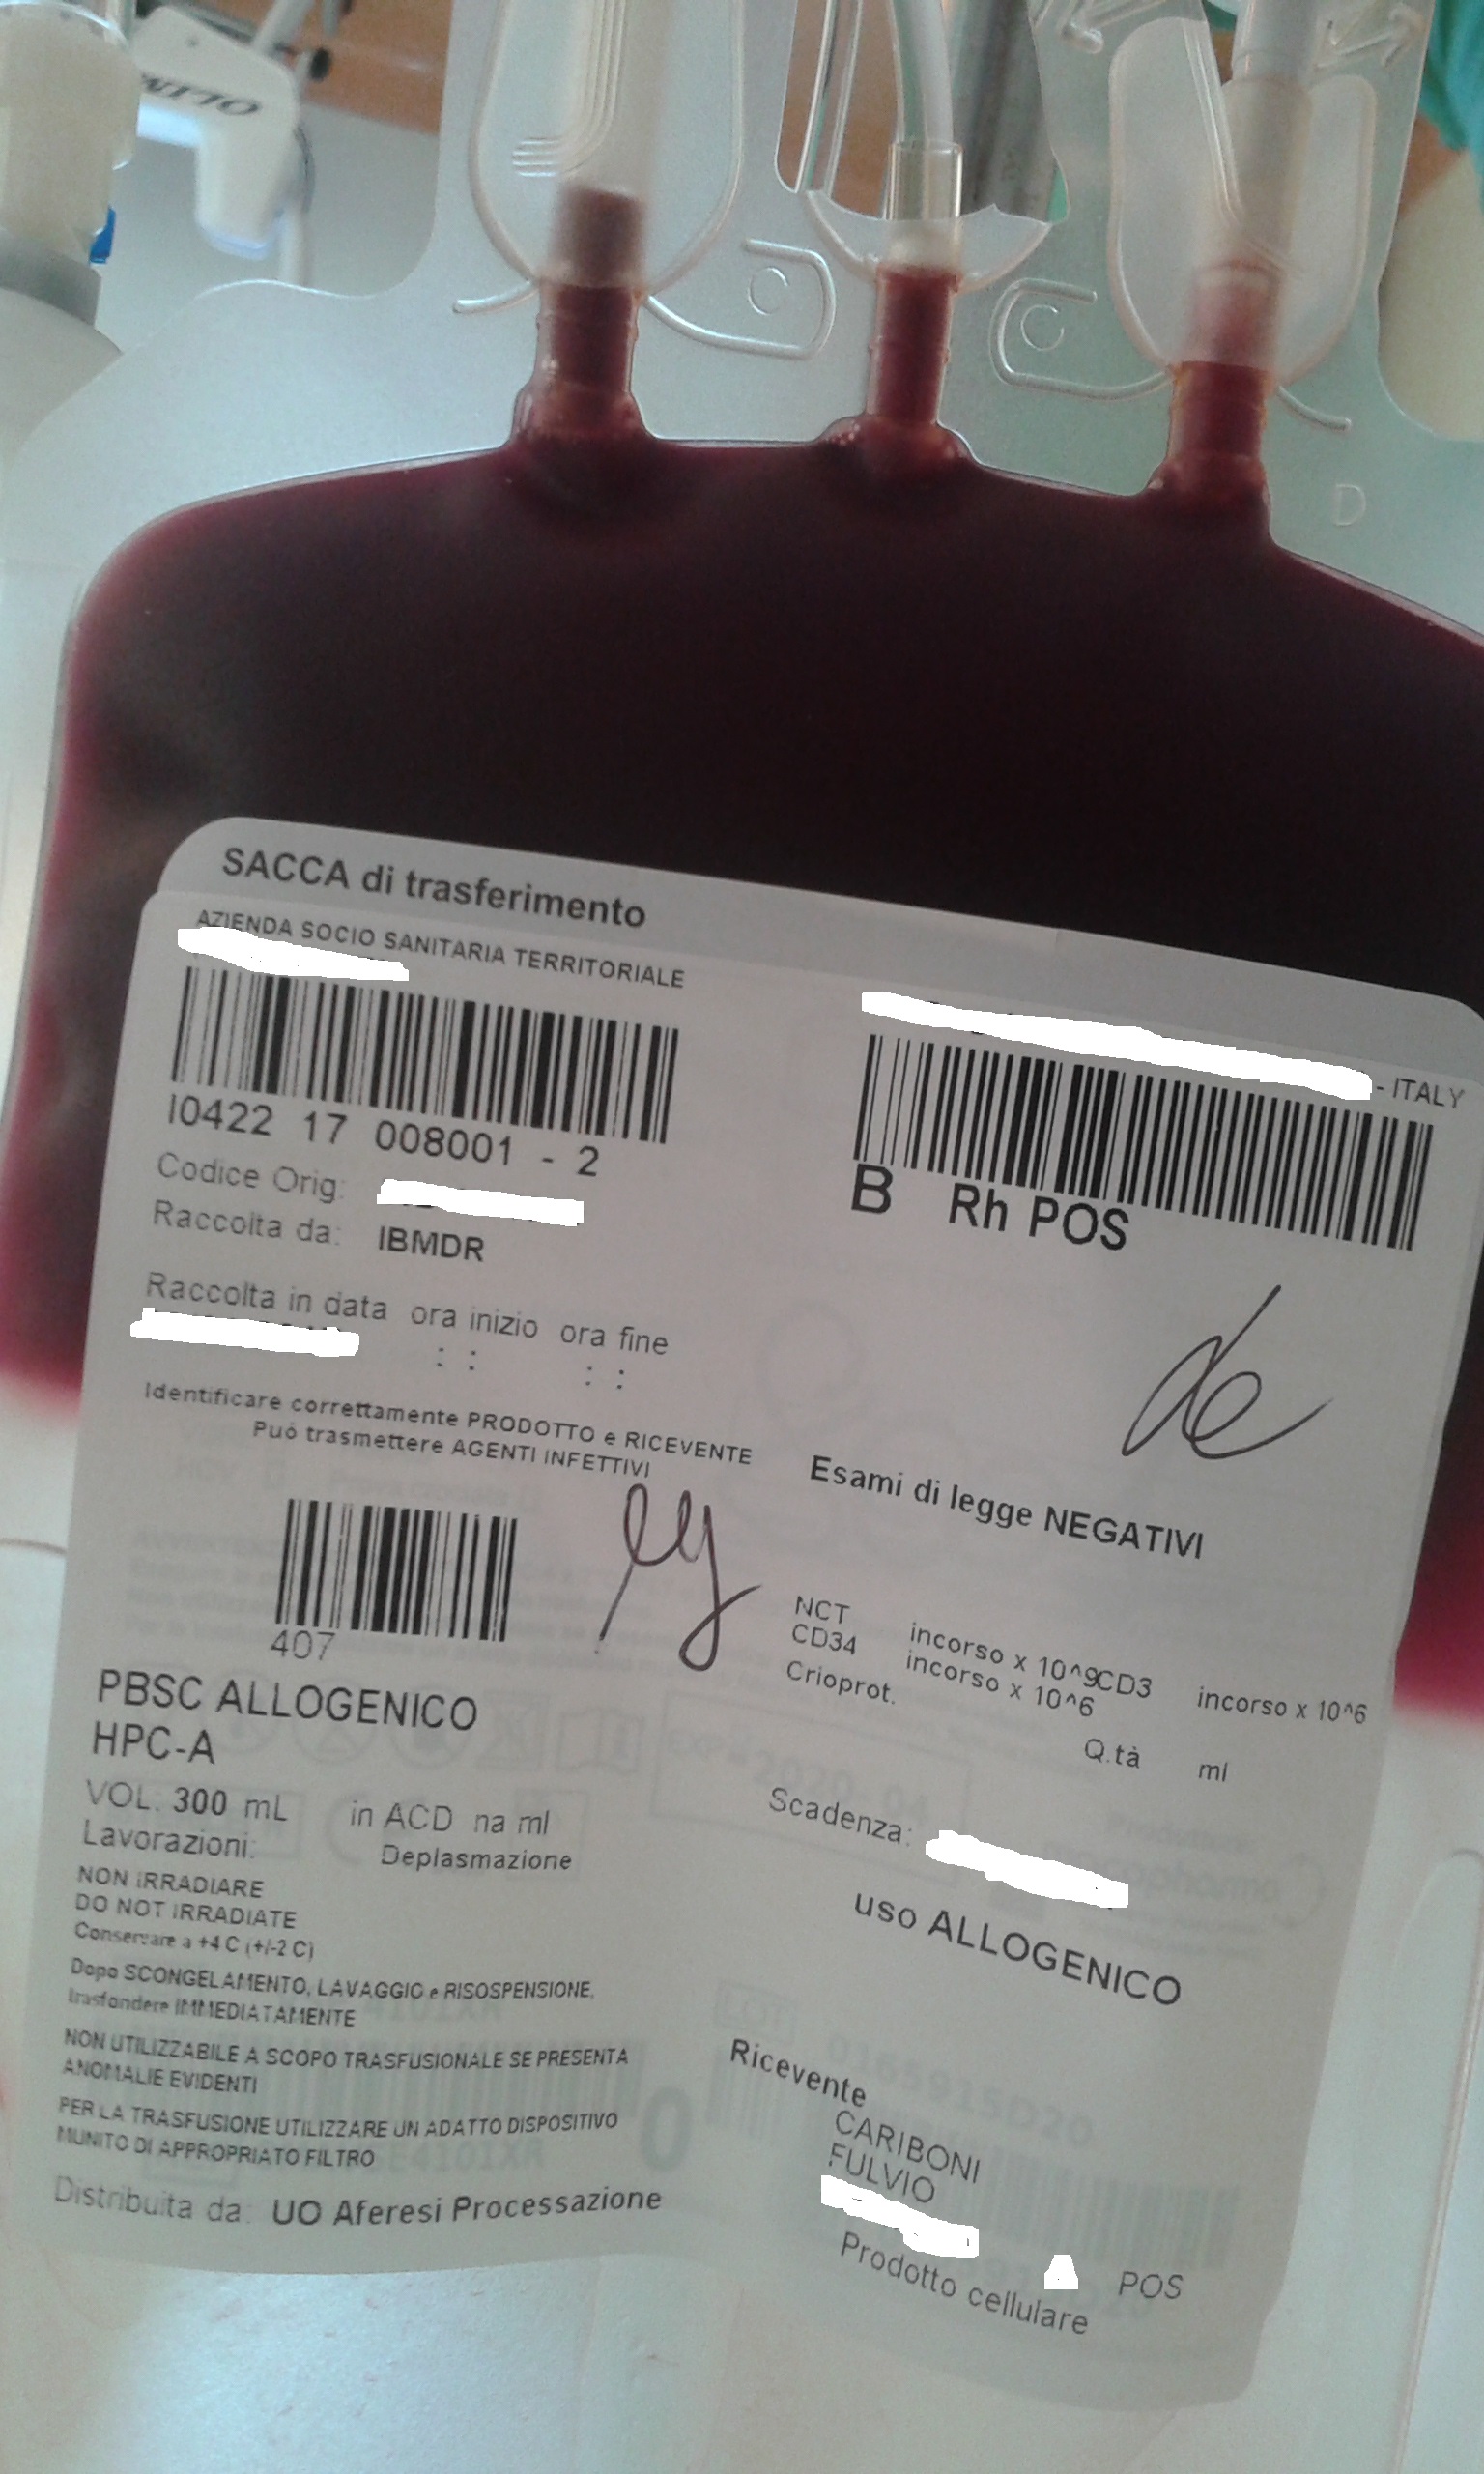 SACCA di trasferimento
AZIENDA SOCIO SANITARIA TERRITORIALE
- ITALY
I0422 17 008001 - 2
B Rh POS
Codice Orig:
Raccolta da: IBMDR
Raccolta in data ora inizio ora fine
: : : :
Identificare correttamente PRODOTTO e RICEVENTE
Può trasmettere AGENTI INFETTIVI
Esami di legge NEGATIVI
407
NCT incorso x 10^9CD3 incorso x 10^6
CD34 incorso x 10^6
Crioprot.
Q.tà ml
PBSC ALLOGENICO
HPC-A
VOL. 300 mL in ACD na ml
Lavorazioni: Deplasmazione
Scadenza:
NON IRRADIARE
DO NOT IRRADIATE
Conservare a +4 C (+/-2 C)
uso ALLOGENICO
Dopo SCONGELAMENTO, LAVAGGIO e RISOSPENSIONE,
trasfondere IMMEDIATAMENTE
NON UTILIZZABILE A SCOPO TRASFUSIONALE SE PRESENTA
ANOMALIE EVIDENTI
PER LA TRASFUSIONE UTILIZZARE UN ADATTO DISPOSITIVO
MUNITO DI APPROPRIATO FILTRO
Distribuita da: UO Aferesi Processazione
Ricevente
CARIBONI
FULVIO
POS
Prodotto cellulare